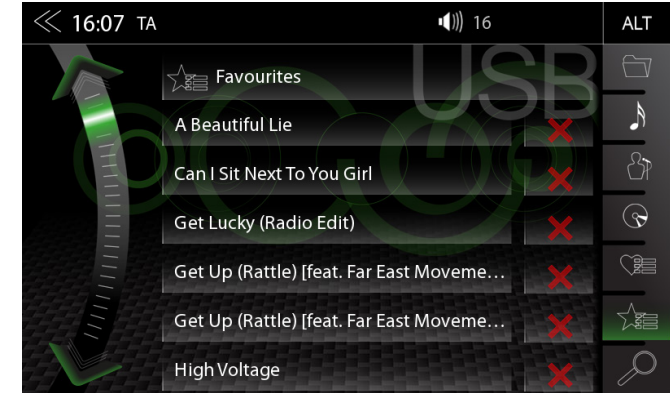 16:07 TA 16 ALT
USB
Favourites
A Beautiful Lie
Can I Sit Next To You Girl
Get Lucky (Radio Edit)
Get Up (Rattle) [feat. Far East Moveme...
Get Up (Rattle) [feat. Far East Moveme...
High Voltage